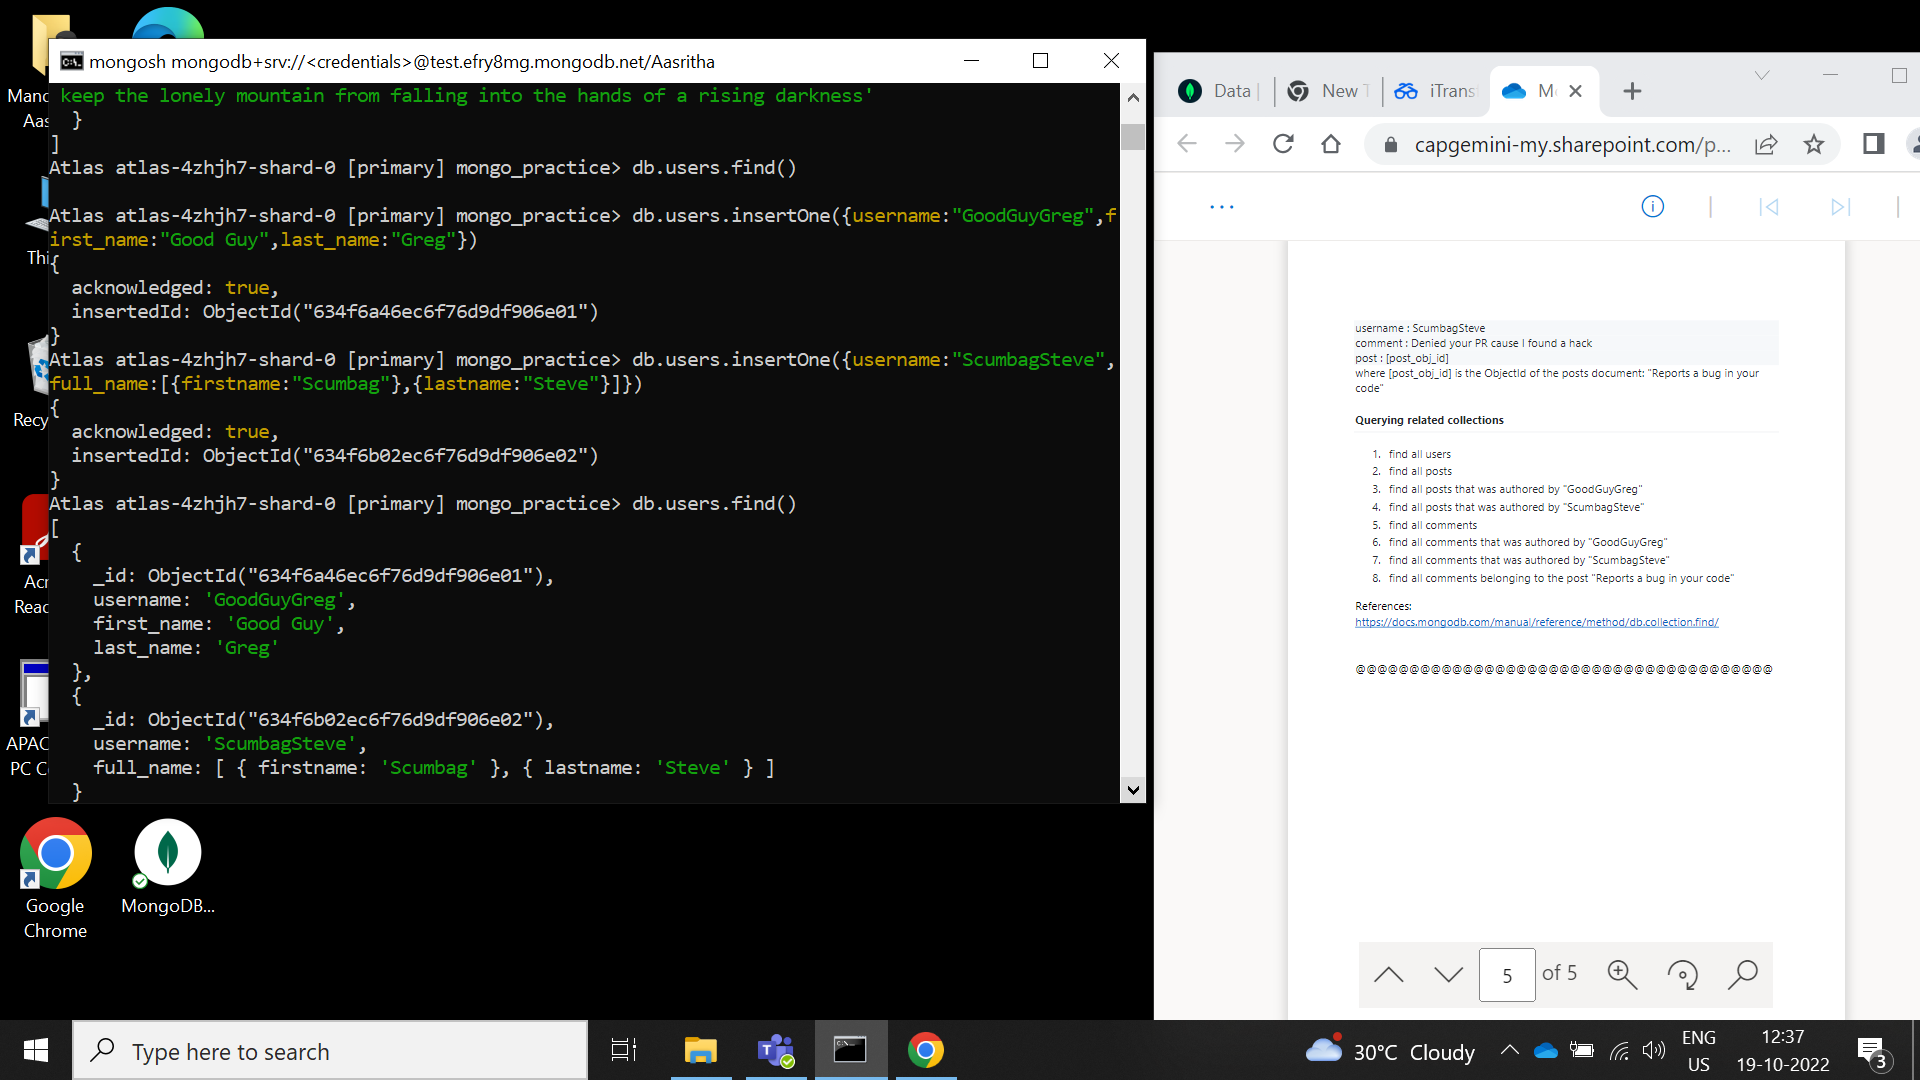 mongosh mongodb+srv://<credentials>@test.efry8mg.mongodb.net/Aasritha
keep the lonely mountain from falling into the hands of a rising darkness'
}
]
Atlas atlas-4zhjh7-shard-0 [primary] mongo_practice> db.users.find()
Atlas atlas-4zhjh7-shard-0 [primary] mongo_practice> db.users.insertOne({username:"GoodGuyGreg",f
irst_name:"Good Guy",last_name:"Greg"})
{
acknowledged: true,
insertedId: ObjectId("634f6a46ec6f76d9df906e01")
}
Atlas atlas-4zhjh7-shard-0 [primary] mongo_practice> db.users.insertOne({username:"ScumbagSteve",
full_name:[{firstname:"Scumbag"},{lastname:"Steve"}]})
{
acknowledged: true,
insertedId: ObjectId("634f6b02ec6f76d9df906e02")
}
Atlas atlas-4zhjh7-shard-0 [primary] mongo_practice> db.users.find()
[
{
_id: ObjectId("634f6a46ec6f76d9df906e01"),
username: 'GoodGuyGreg',
first_name: 'Good Guy',
last_name: 'Greg'
},
{
_id: ObjectId("634f6b02ec6f76d9df906e02"),
username: 'ScumbagSteve',
full_name: [ { firstname: 'Scumbag' }, { lastname: 'Steve' } ]
}
Data
New T
iTrans
M
capgemini-my.sharepoint.com/p...
username : ScumbagSteve
comment : Denied your PR cause I found a hack
post : [post_obj_id]
where [post_obj_id] is the ObjectId of the posts document: "Reports a bug in your
code"
Querying related collections
1. find all users
2. find all posts
3. find all posts that was authored by "GoodGuyGreg"
4. find all posts that was authored by "ScumbagSteve"
5. find all comments
6. find all comments that was authored by "GoodGuyGreg"
7. find all comments that was authored by "ScumbagSteve"
8. find all comments belonging to the post "Reports a bug in your code"
References:
https://docs.mongodb.com/manual/reference/method/db.collection.find/
@@@@@@@@@@@@@@@@@@@@@@@@@@@@@@@@@@@@@@@
5 of 5
Manc
Aas
Thi
Recy
Acr
Reac
APAC
PC C
Google
Chrome
MongoDB...
Type here to search
30°C Cloudy
ENG
US
12:37
19-10-2022
3